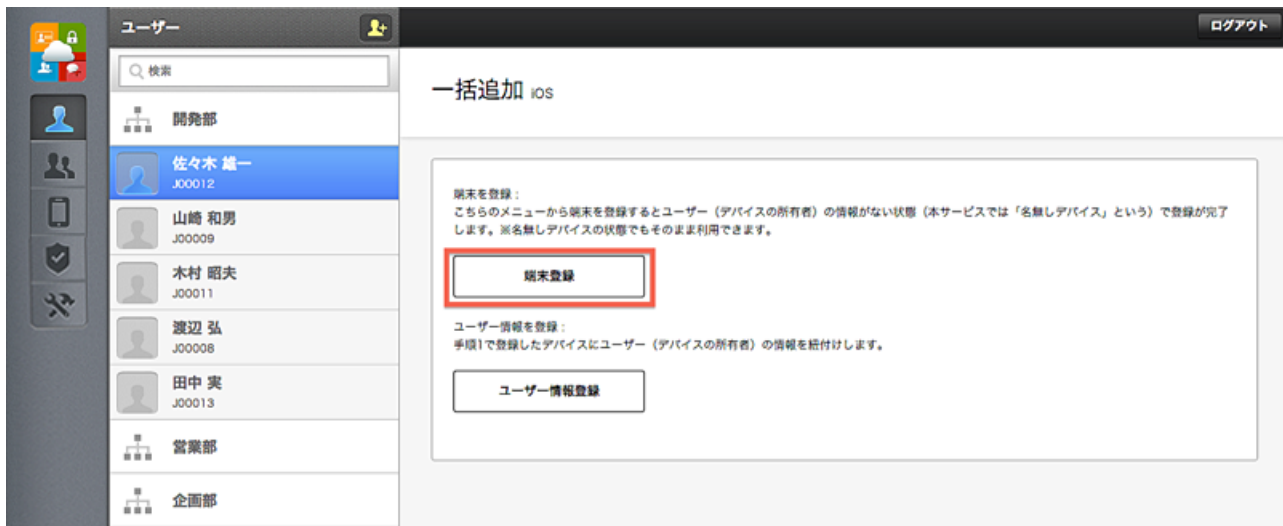 ユーザー
ログアウト
検索
開発部
佐々木 雄一
J00012
山崎 和男
J00009
木村 昭夫
J00011
渡辺 弘
J00008
田中 実
J00013
営業部
企画部
一括追加 iOS
端末を登録：
こちらのメニューから端末を登録するとユーザー（デバイスの所有者）の情報がない状態（本サービスでは「名無しデバイス」という）で登録が完了
します。※名無しデバイスの状態でもそのまま利用できます。
端末登録
ユーザー情報を登録：
手順1で登録したデバイスにユーザー（デバイスの所有者）の情報を紐付けします。
ユーザー情報登録